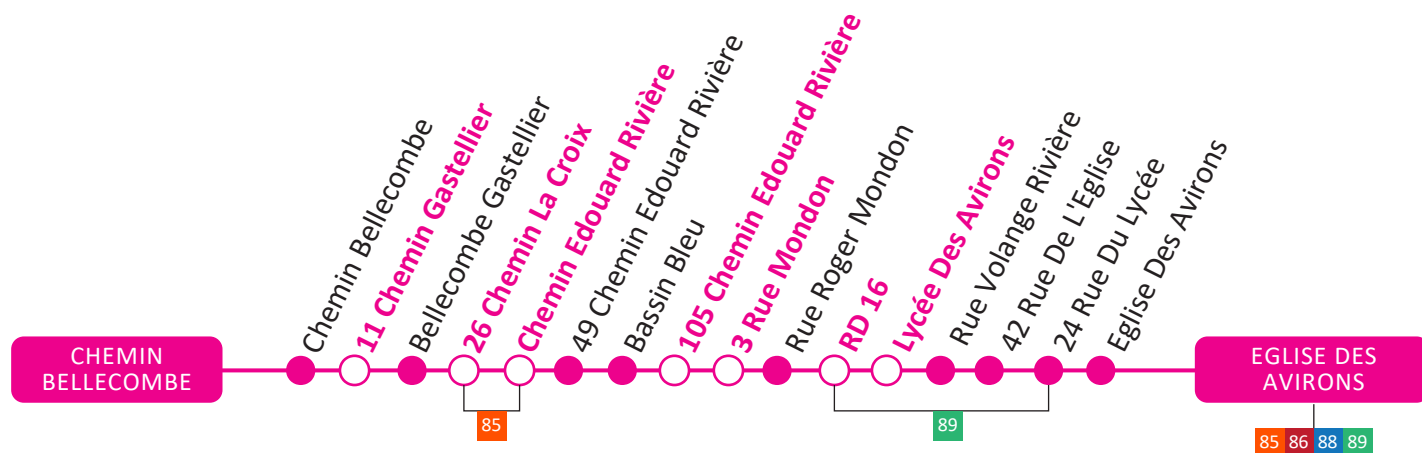 CHEMIN
BELLECOMBE
Chemin Bellecombe
11 Chemin Gastellier
Bellecombe Gastellier
26 Chemin La Croix
Chemin Edouard Rivière
49 Chemin Edouard Rivière
Bassin Bleu
105 Chemin Edouard Rivière
3 Rue Mondon
Rue Roger Mondon
RD 16
Lycée Des Avirons
Rue Volange Rivière
42 Rue De L'Eglise
24 Rue Du Lycée
Eglise Des Avirons
EGLISE DES
AVIRONS
85
89
85 86 88 89